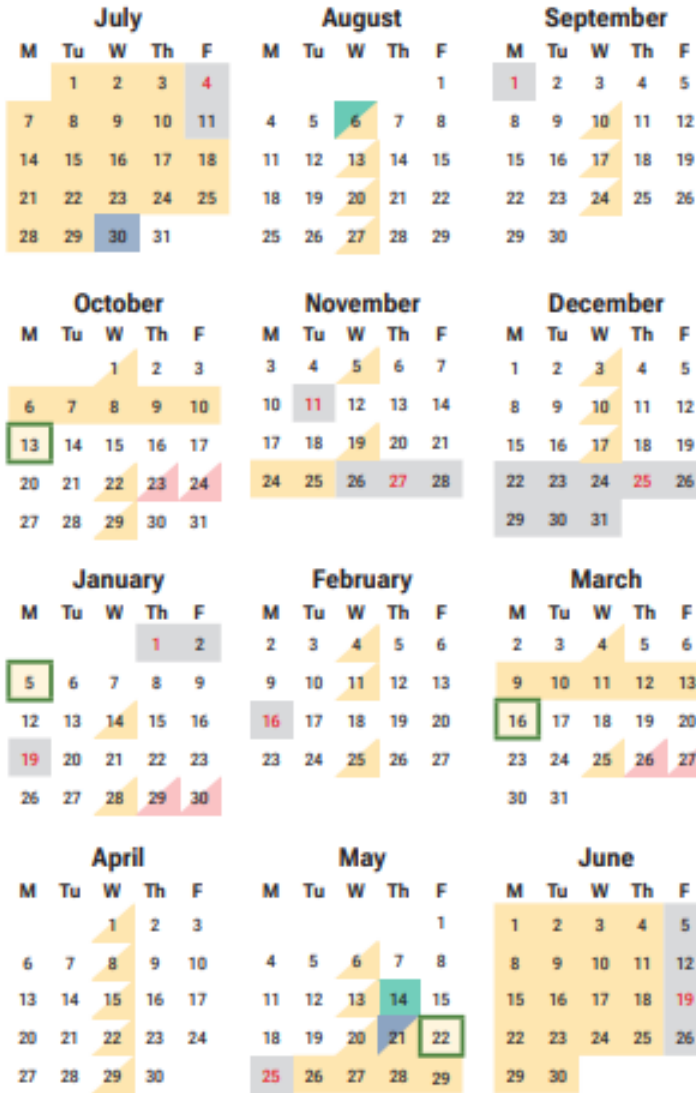 July August September
M Tu W Th F M Tu W Th F M Tu W Th F
1 2 3 4 1 1 2 3 4 5
7 8 9 10 11 4 5 6 7 8 8 9 10 11 12
14 15 16 17 18 11 12 13 14 15 15 16 17 18 19
21 22 23 24 25 18 19 20 21 22 22 23 24 25 26
28 29 30 31 25 26 27 28 29 29 30
October November December
M Tu W Th F M Tu W Th F M Tu W Th F
1 2 3 3 4 5 6 7 1 2 3 4 5
6 7 8 9 10 10 11 12 13 14 8 9 10 11 12
13 14 15 16 17 17 18 19 20 21 15 16 17 18 19
20 21 22 23 24 24 25 26 27 28 22 23 24 25 26
27 28 29 30 31 29 30 31
January February March
M Tu W Th F M Tu W Th F M Tu W Th F
1 2 2 3 4 5 6 2 3 4 5 6
5 6 7 8 9 9 10 11 12 13 9 10 11 12 13
12 13 14 15 16 16 17 18 19 20 16 17 18 19 20
19 20 21 22 23 23 24 25 26 27 23 24 25 26 27
26 27 28 29 30 30 31
April May June
M Tu W Th F M Tu W Th F M Tu W Th F
1 2 3 1 1 2 3 4 5
6 7 8 9 10 4 5 6 7 8 8 9 10 11 12
13 14 15 16 17 11 12 13 14 15 15 16 17 18 19
20 21 22 23 24 18 19 20 21 22 22 23 24 25 26
27 28 29 30 25 26 27 28 29 29 30